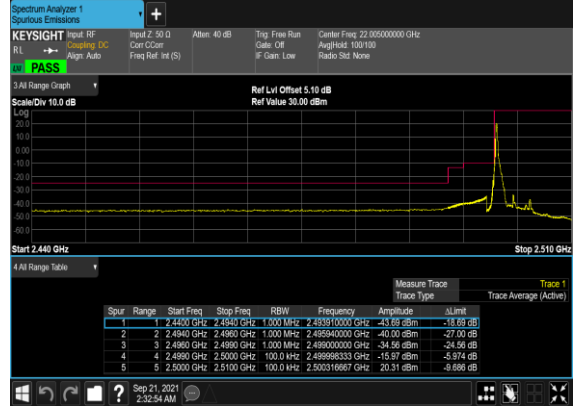 Spectrum Analyzer 1
Spurious Emissions
+
KEYSIGHT Input: RF Input Z: 50 Ω Atten: 40 dB Trig: Free Run Center Freq: 22.005000000 GHz
RL Coupling: DC Corr CCorr Gate: Off Avg|Hold: 100/100
Align: Auto Freq Ref: Int (S) IF Gain: Low Radio Std: None
LW PASS
3 All Range Graph
Ref Lvl Offset 5.10 dB
Scale/Div 10.0 dB Ref Value 30.00 dBm
Log
20.0
10.0
0.00
-10.0
-20.0
-30.0
-40.0
-50.0
-60.0
Start 2.440 GHz Stop 2.510 GHz
4 All Range Table
Measure Trace Trace 1
Trace Type Trace Average (Active)
Spur Range Start Freq Stop Freq RBW Frequency Amplitude ΔLimit
1 1 2.4400 GHz 2.4940 GHz 1.000 MHz 2.493910000 GHz -43.69 dBm -18.69 dB
2 2 2.4940 GHz 2.4960 GHz 1.000 MHz 2.495940000 GHz -40.00 dBm -27.00 dB
3 3 2.4960 GHz 2.4990 GHz 1.000 MHz 2.499000000 GHz -34.56 dBm -24.56 dB
4 4 2.4990 GHz 2.5000 GHz 100.0 kHz 2.499998333 GHz -15.97 dBm -5.974 dB
5 5 2.5000 GHz 2.5100 GHz 100.0 kHz 2.500316667 GHz 20.31 dBm -9.686 dB
? Sep 21, 2021
2:32:54 AM